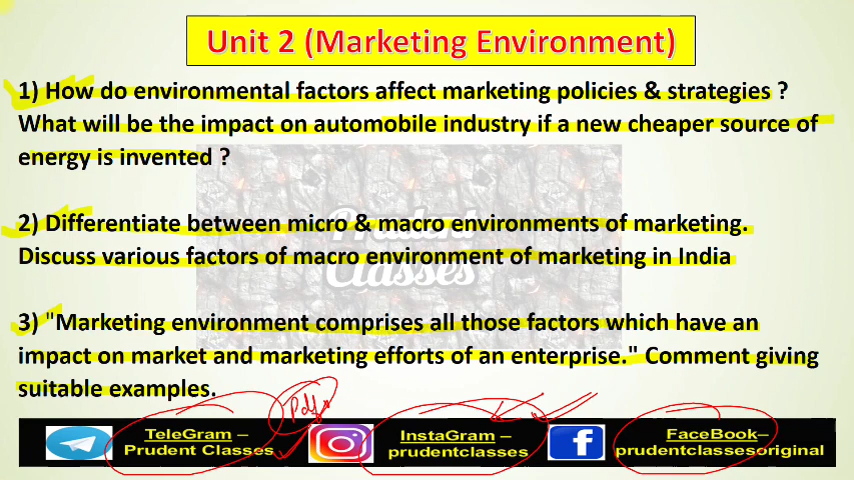 Unit 2 (Marketing Environment)
1) How do environmental factors affect marketing policies & strategies ?
What will be the impact on automobile industry if a new cheaper source of
energy is invented ?
2) Differentiate between micro & macro environments of marketing.
Discuss various factors of macro environment of marketing in India
3) "Marketing environment comprises all those factors which have an
impact on market and marketing efforts of an enterprise." Comment giving
suitable examples.
Prudent
Classes
Pdf
TeleGram –
Prudent Classes
InstaGram –
prudentclasses
FaceBook–
prudentclassesoriginal